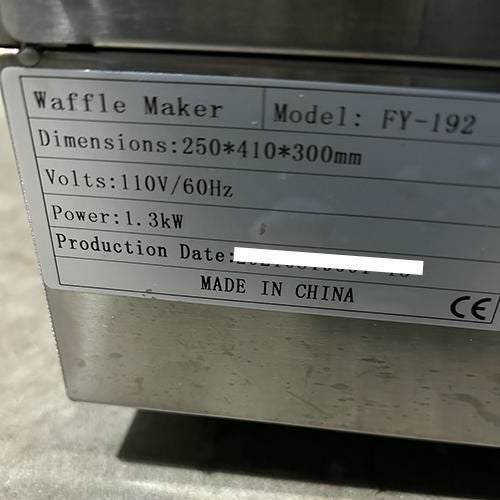 Waffle Maker Model: FY-192
Dimensions:250*410*300mm
Volts:110V/60Hz
Power:1.3kW
Production Date:
MADE IN CHINA
CE